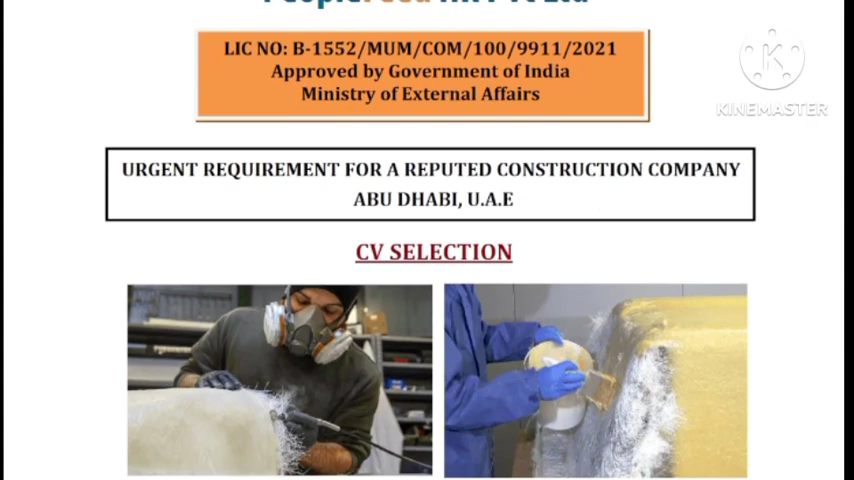 LIC NO: B-1552/MUM/COM/100/9911/2021
Approved by Government of India
Ministry of External Affairs
KINEMASTER
URGENT REQUIREMENT FOR A REPUTED CONSTRUCTION COMPANY
ABU DHABI, U.A.E
CV SELECTION